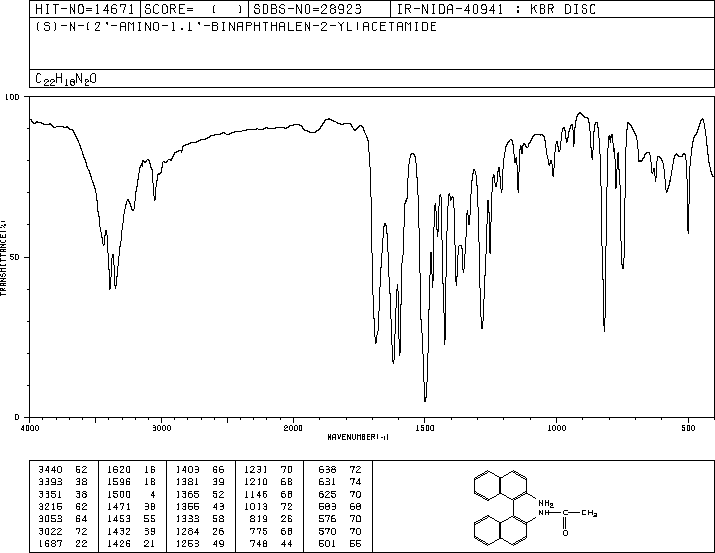 HIT-NO=14671 SCORE= ( ) SDBS-NO=28923 IR-NIDA-40941 : KBR DISC
(S)-N-(2'-AMINO-1.1'-BINAPHTHALEN-2-YL)ACETAMIDE
C22H18N2O
100
50
0
TRANSMITTANCE(%)
4000 3000 2000 1500 1000 500
WAVENUMBER(-1)
3440 52 1620 16 1403 66 1231 70 638 72
3393 38 1596 18 1381 39 1210 68 631 74
3351 38 1500 4 1365 52 1146 68 625 70
3215 62 1471 38 1355 43 1013 72 583 68
3053 64 1453 55 1333 58 819 26 576 70
3022 72 1432 69 1284 26 775 68 570 70
1687 22 1426 21 1253 49 748 44 501 55
NH2
NH C CH3
O